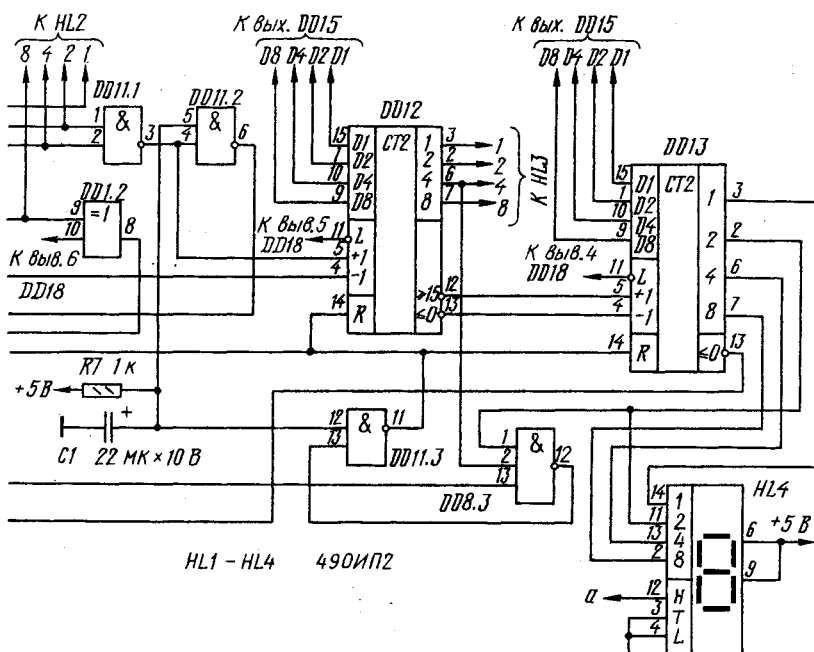 К HL2
8 4 2 1
К вых. DD15
D8 D4 D2 D1
К вых. DD15
D8 D4 D2 D1
DD11.1
1
2
&
3
DD11.2
5
4
&
6
DD12
15 D1
1 D2
10 D4
9 D8
11 L
5 +1
4 -1
14 R
CT2
1 3
2 2
4 6
8 7
≥15 12
≤0 13
1
2
4
8
К HL3
К выв.5
DD18
DD1.2
9
10
=1
8
К выв.6
DD18
DD13
15 D1
1 D2
10 D4
9 D8
11 L
5 +1
4 -1
14 R
CT2
1 3
2 2
4 6
8 7
≤0 13
К выв.4
DD18
R7 1к
+5В
+
C1 22 мк×10 В
12
13
&
11
DD11.3
1
2
13
&
12
DD8.3
HL4
14 1
11 2
13 4
2 8
12 H
3 T
4 L
6
9
+5 В
а
HL1 - HL4 490ИП2